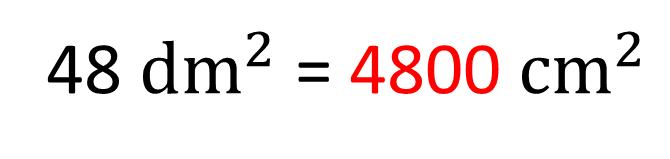 48 dm² = 4800 cm²